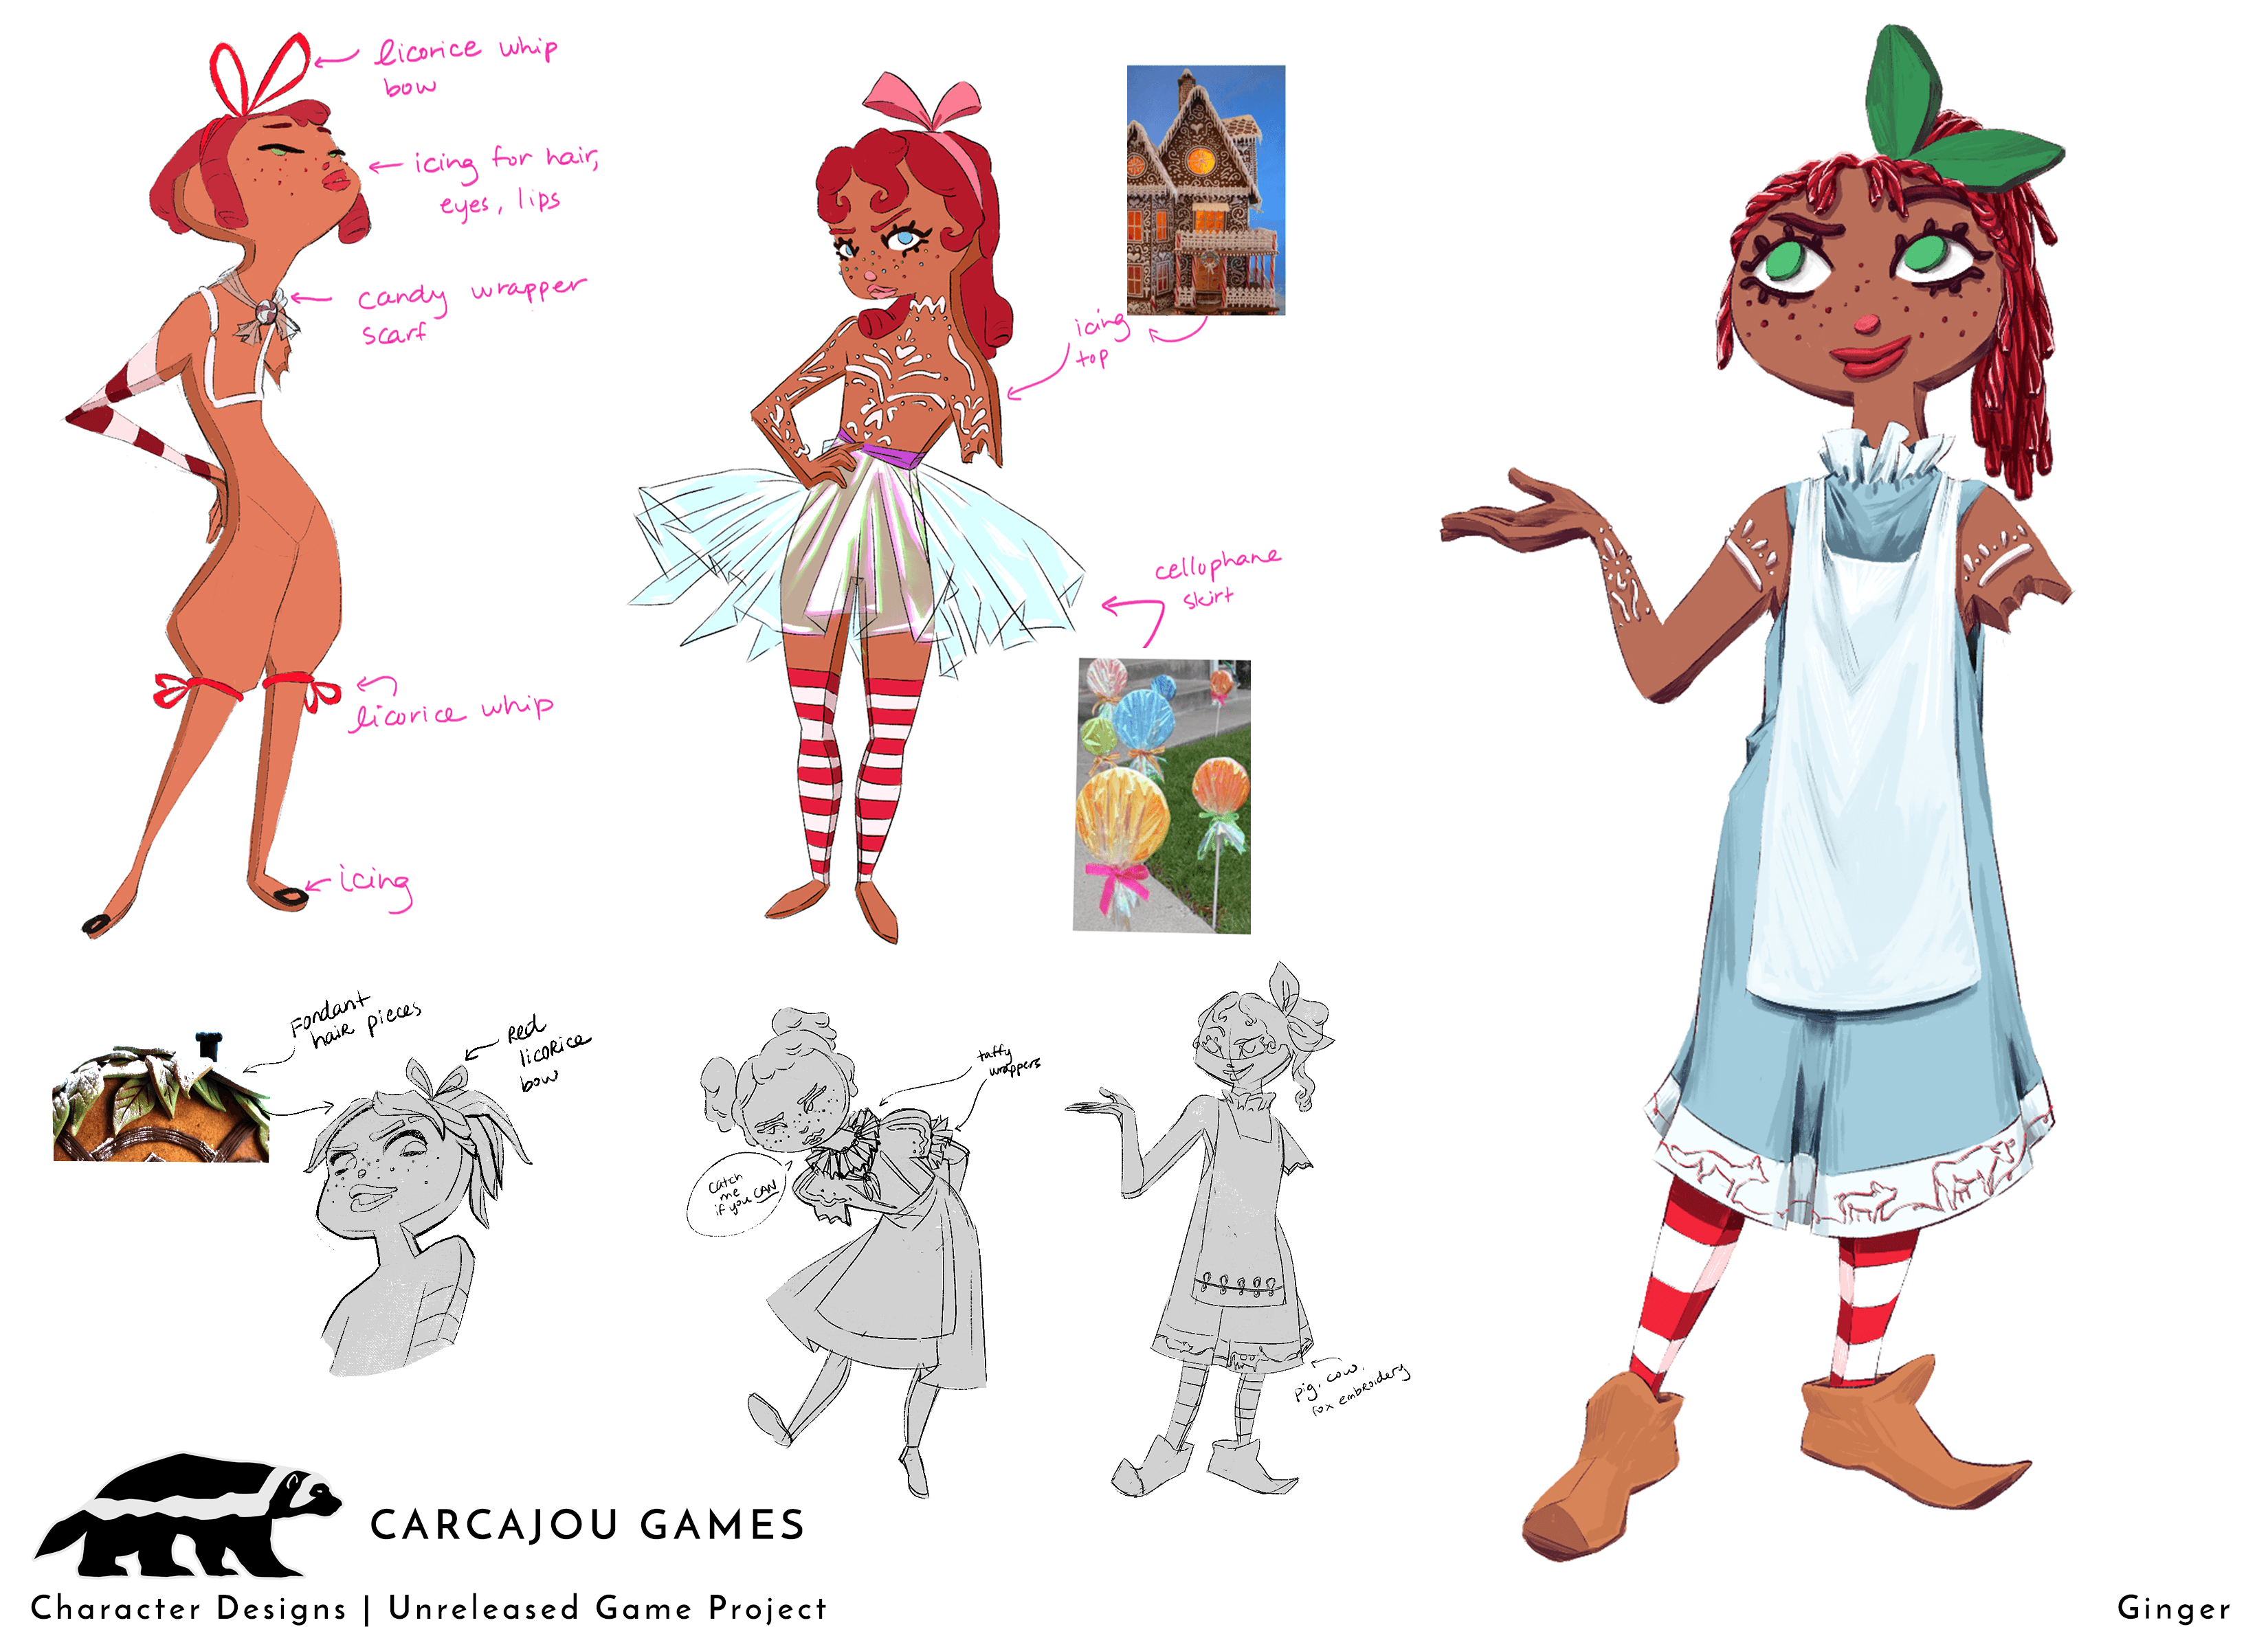 licorice whip
bow
icing for hair,
eyes, lips
candy wrapper
scarf
icing
top
cellophane
skirt
licorice whip
icing
Fondant
hair pieces
Red
licorice
bow
taffy
wrappers
catch
me
if you CAN
pig, cow,
fox embroidery
CARCAJOU GAMES
Character Designs | Unreleased Game Project
Ginger